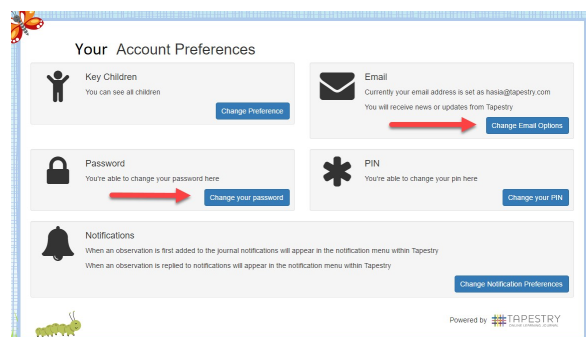 Your Account Preferences
Key Children
You can see all children
Change Preference
Email
Currently your email address is set as hasia@tapestry.com
You will receive news or updates from Tapestry
Change Email Options
Password
You're able to change your password here
Change your password
PIN
You're able to change your pin here
Change your PIN
Notifications
When an observation is first added to the journal notifications will appear in the notification menu within Tapestry
When an observation is replied to notifications will appear in the notification menu within Tapestry
Change Notification Preferences
Powered by TAPESTRY
ONLINE LEARNING JOURNAL